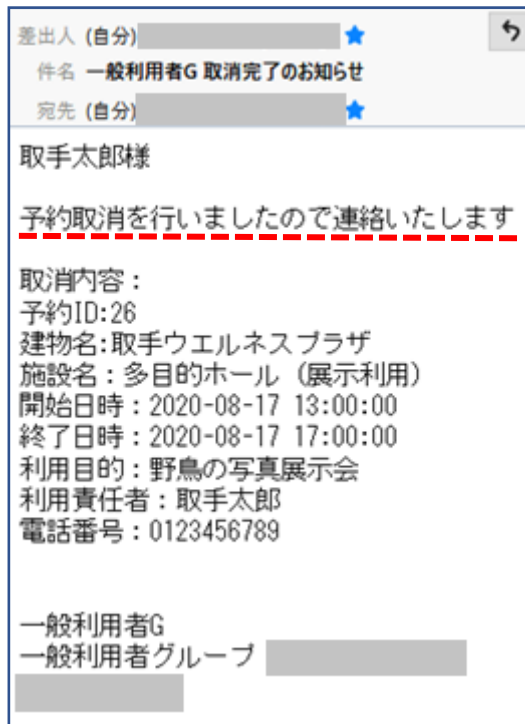 差出人 (自分)
件名 一般利用者G 取消完了のお知らせ
宛先 (自分)
取手太郎様
予約取消を行いましたので連絡いたします
取消内容：
予約ID:26
建物名:取手ウエルネスプラザ
施設名：多目的ホール（展示利用）
開始日時：2020-08-17 13:00:00
終了日時：2020-08-17 17:00:00
利用目的：野鳥の写真展示会
利用責任者：取手太郎
電話番号：0123456789
一般利用者G
一般利用者グループ